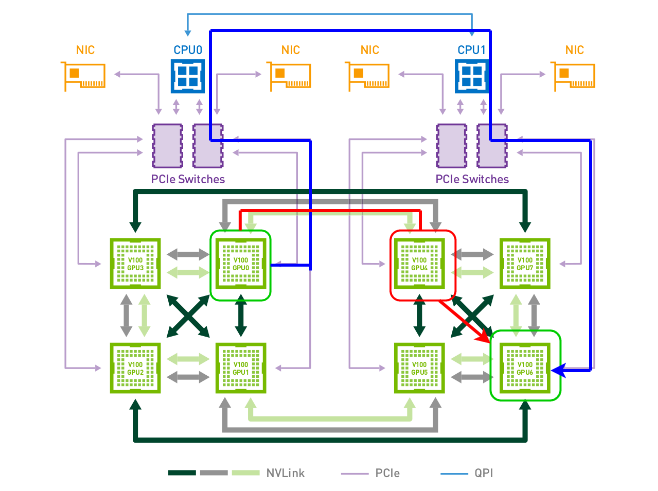 NIC
CPU0
NIC
NIC
CPU1
NIC
PCIe Switches
PCIe Switches
V100
GPU3
V100
GPU0
V100
GPU4
V100
GPU7
V100
GPU2
V100
GPU1
V100
GPU5
V100
GPU6
NVLink
PCIe
QPI